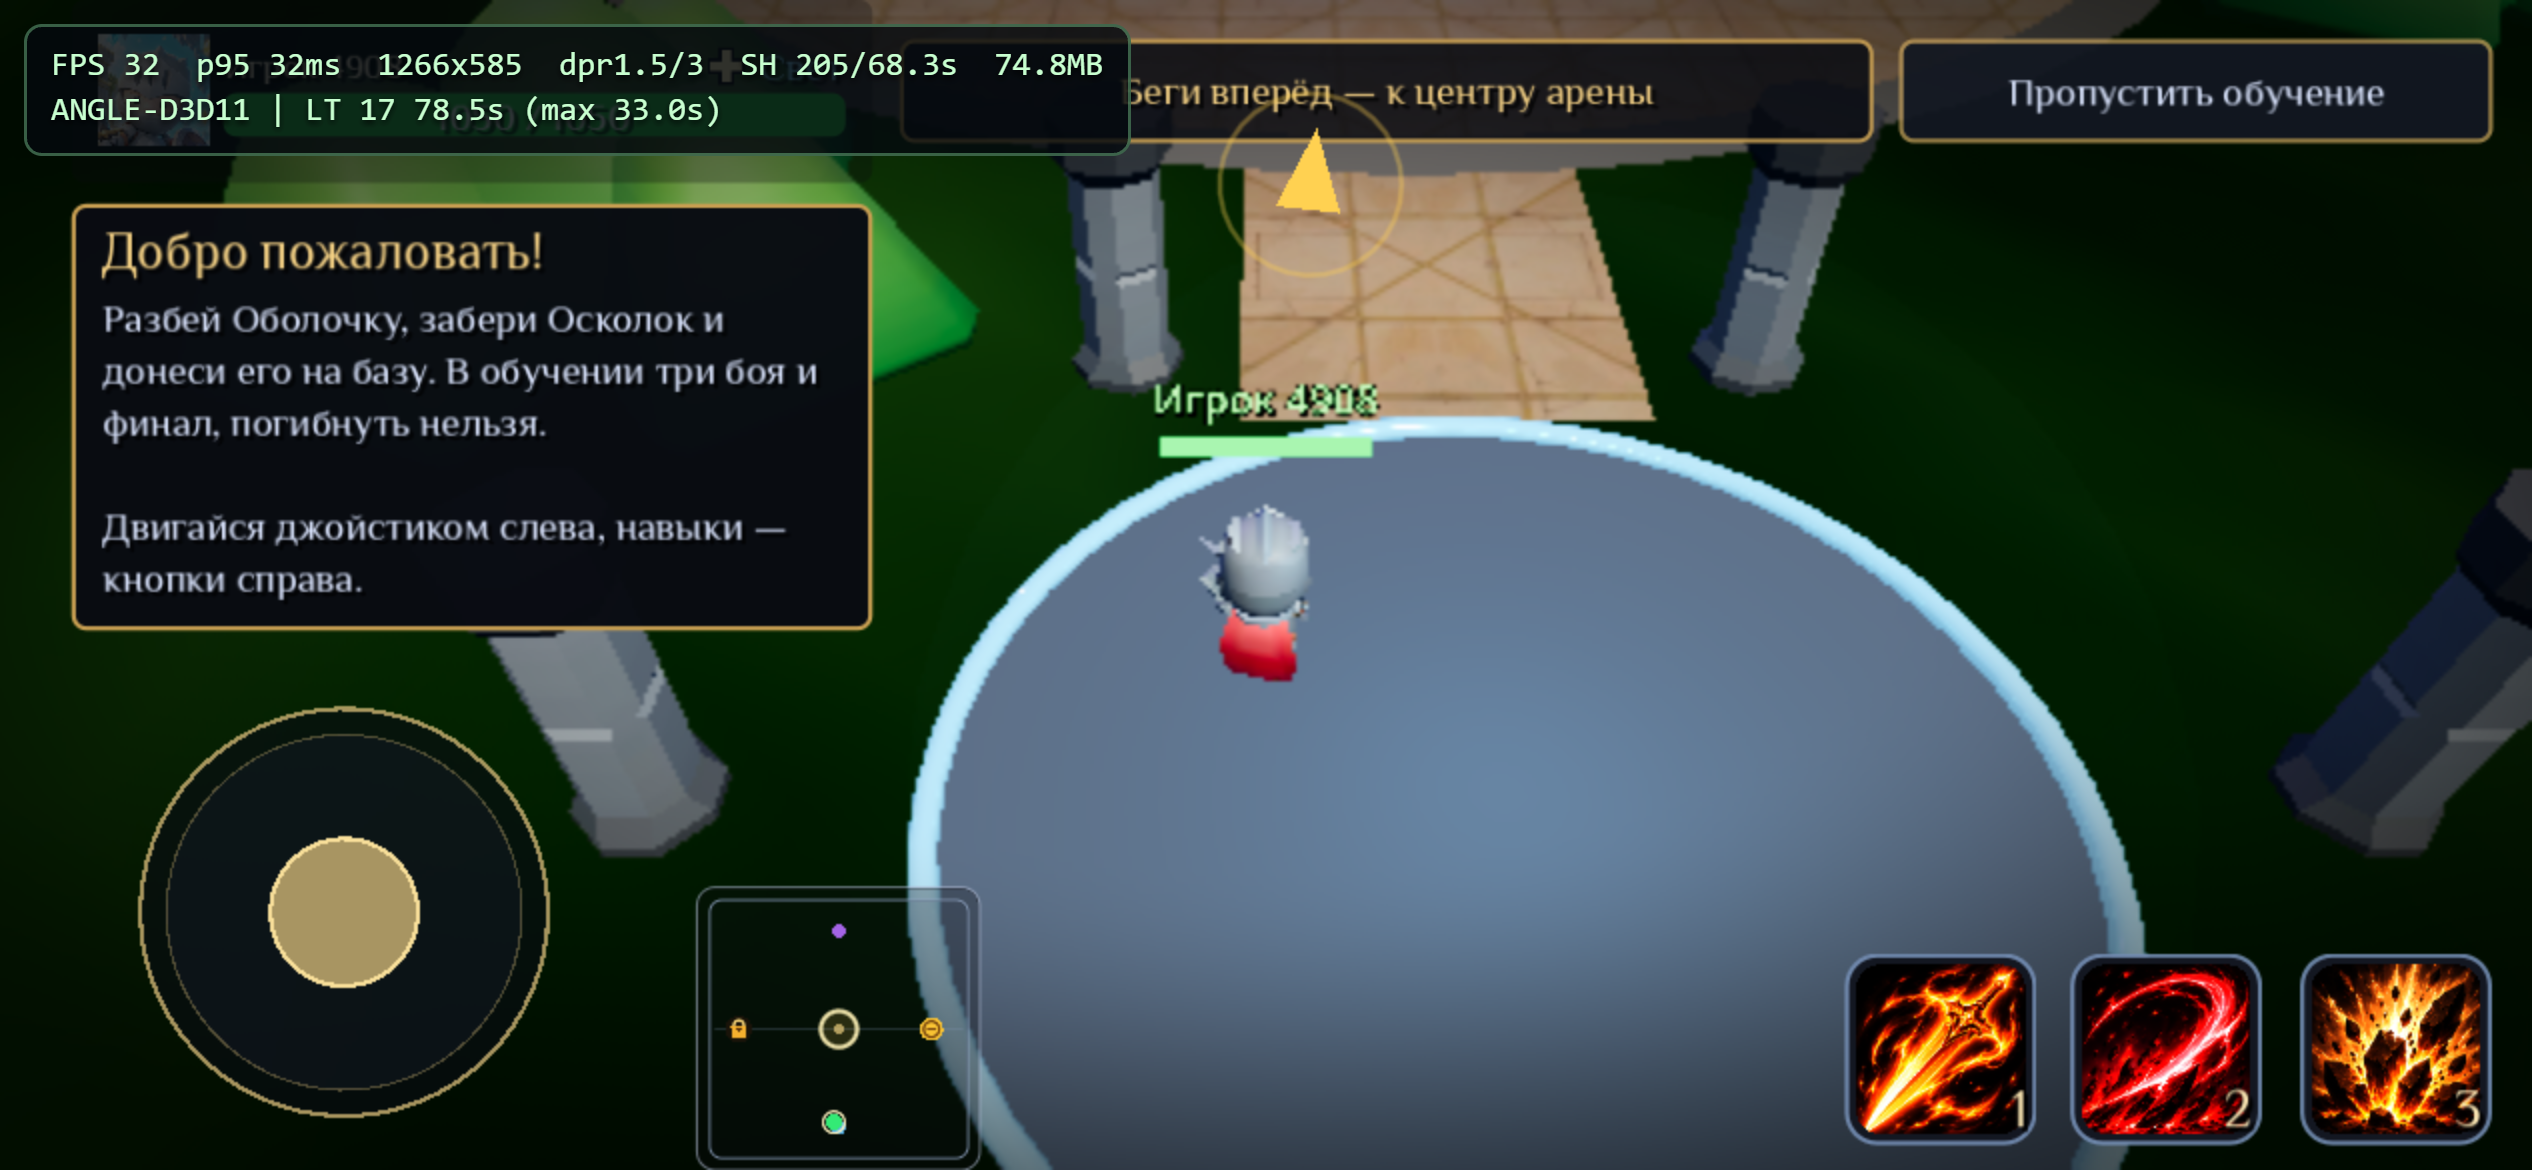 FPS 32 p95 32ms 1266x585 dpr1.5/3 SH 205/68.3s 74.8MB
ANGLE-D3D11 | LT 17 78.5s (max 33.0s)
Беги вперёд — к центру арены
Пропустить обучение
Добро пожаловать!
Разбей Оболочку, забери Осколок и
донеси его на базу. В обучении три боя и
финал, погибнуть нельзя.
Двигайся джойстиком слева, навыки —
кнопки справа.
Игрок 4908
1
2
3